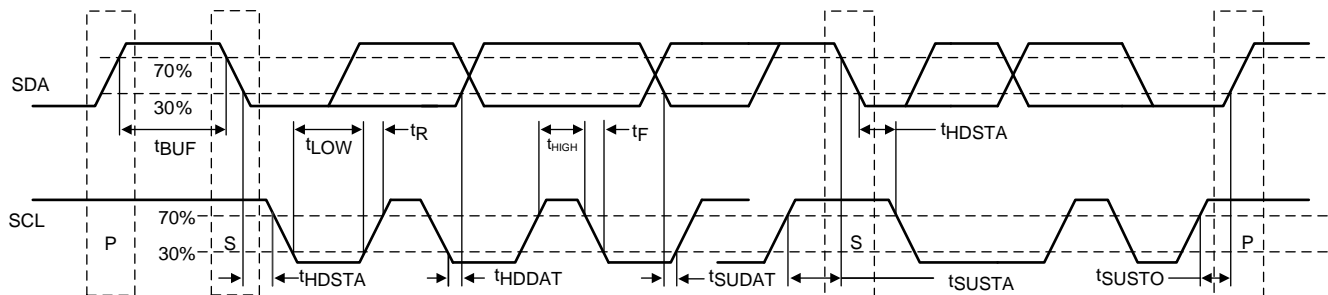 SDA
70%
30%
tBUF
tLOW
tR
tHIGH
tF
tHDSTA
SCL
70%
30%
P
S
S
P
tHDSTA
tHDDAT
tSUDAT
tSUSTA
tSUSTO